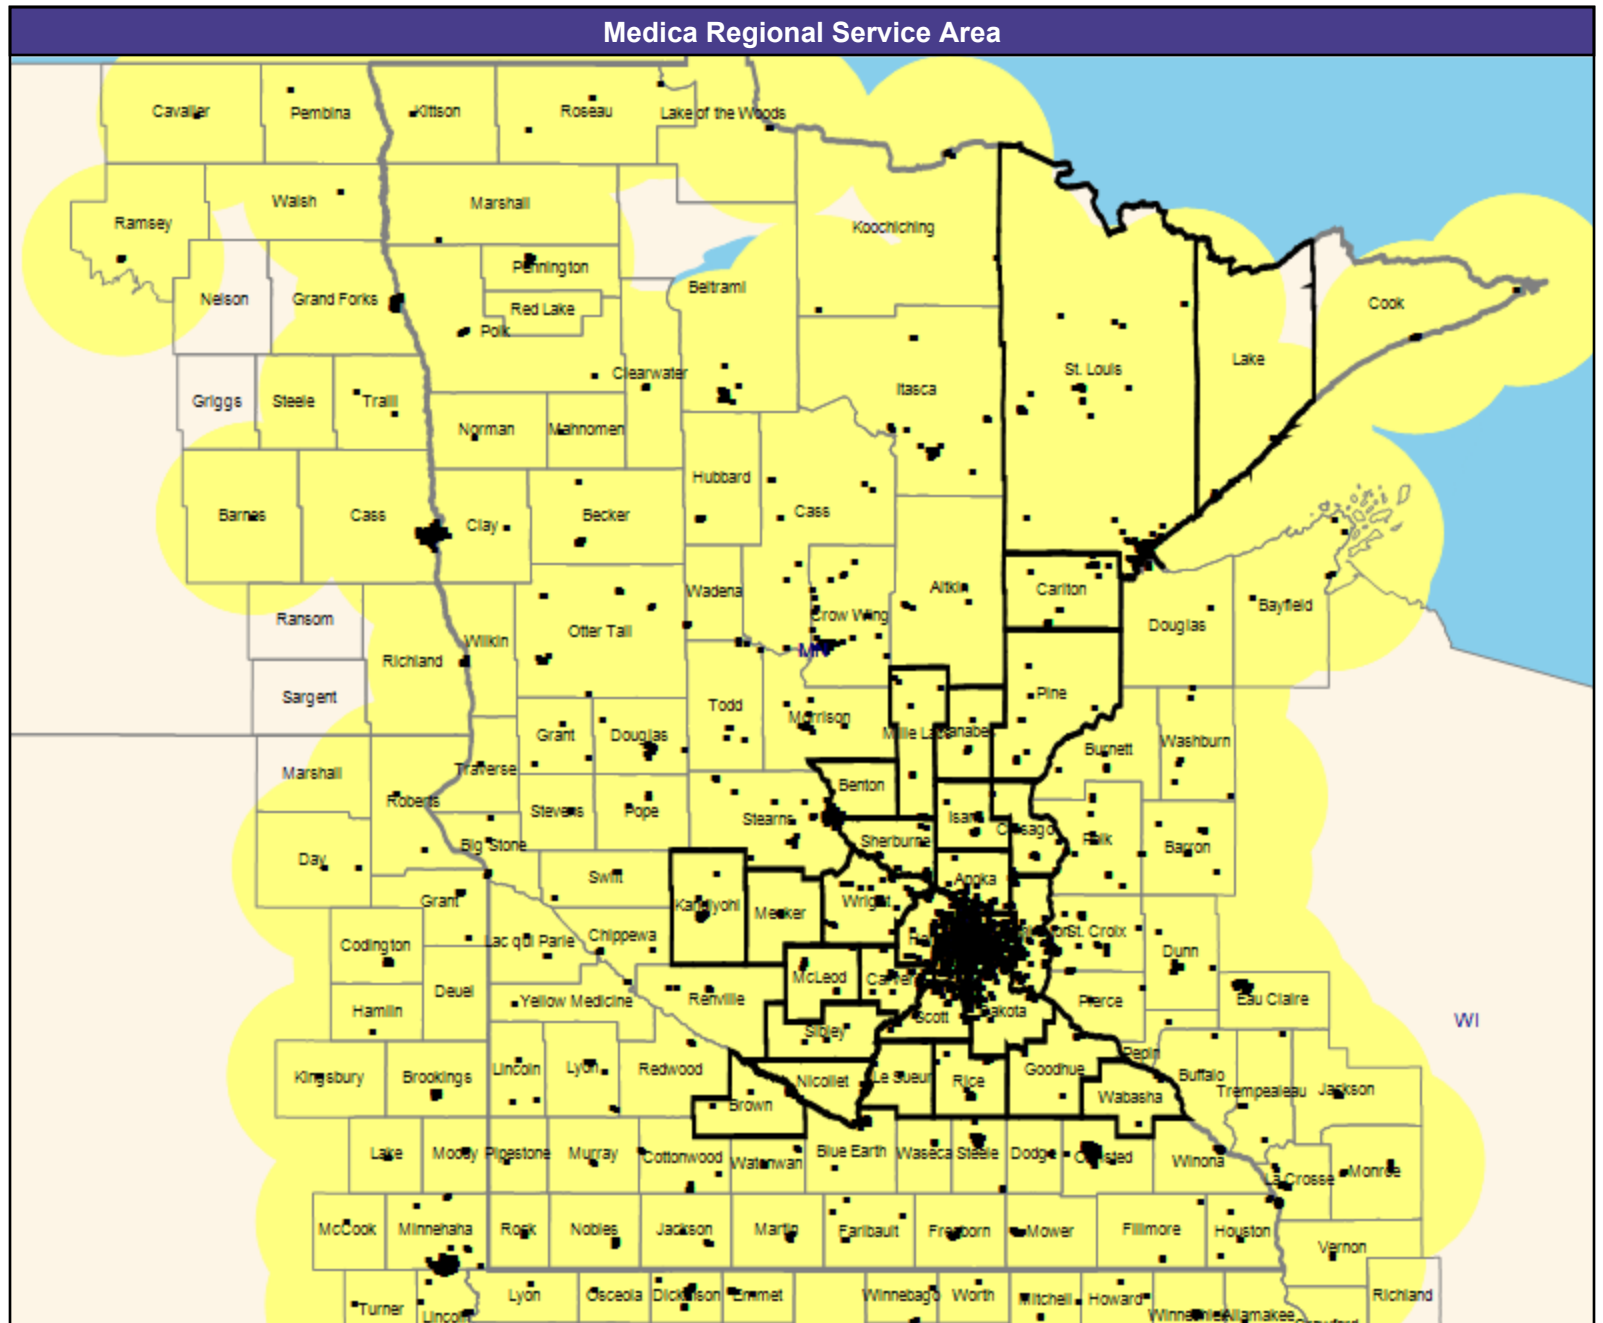 Medica Regional Service Area
Cavalier Pembina Kittson Roseau Lake of the Woods
Walsh Marshall
Ramsey Koochiching
Nelson Grand Forks Pennington Beltrami Cook
Red Lake
Polk
Clearwater St. Louis Lake
Griggs Steele Traill Itasca
Norman Mahnomen
Hubbard
Barnes Cass Clay Becker Cass
Wadena Aitkin Carlton
Ransom Crow Wing Bayfield
Otter Tail Douglas
Richland Wilkin MN
Sargent Todd Pine
Morrison
Grant Douglas Mille Lacs Kanabec Washburn
Burnett
Marshall Traverse
Roberts Benton
Stevens Pope Stearns Isanti Chisago
Big Stone Sherburne Polk Barron
Day
Swift Anoka
Grant Kandiyohi Meeker Wright
Codington Lac qui Parle Chippewa St. Croix
Dunn
McLeod Carver
Deuel Yellow Medicine Renville Pierce Eau Claire
Hamlin Scott Dakota WI
Sibley
Pepin
Kingsbury Brookings Lincoln Lyon Redwood Nicollet Le Sueur Rice Goodhue Buffalo
Brown Wabasha Trempealeau Jackson
Lake Moody Pipestone Murray Cottonwood Watonwan Blue Earth Waseca Steele Dodge Olmsted Winona
La Crosse Monroe
McCook Minnehaha Rock Nobles Jackson Martin Faribault Freeborn Mower Fillmore Houston
Vernon
Turner Lincoln Lyon Osceola Dickinson Emmet Winnebago Worth Mitchell Howard Winneshiek Allamakee Richland
Crawford